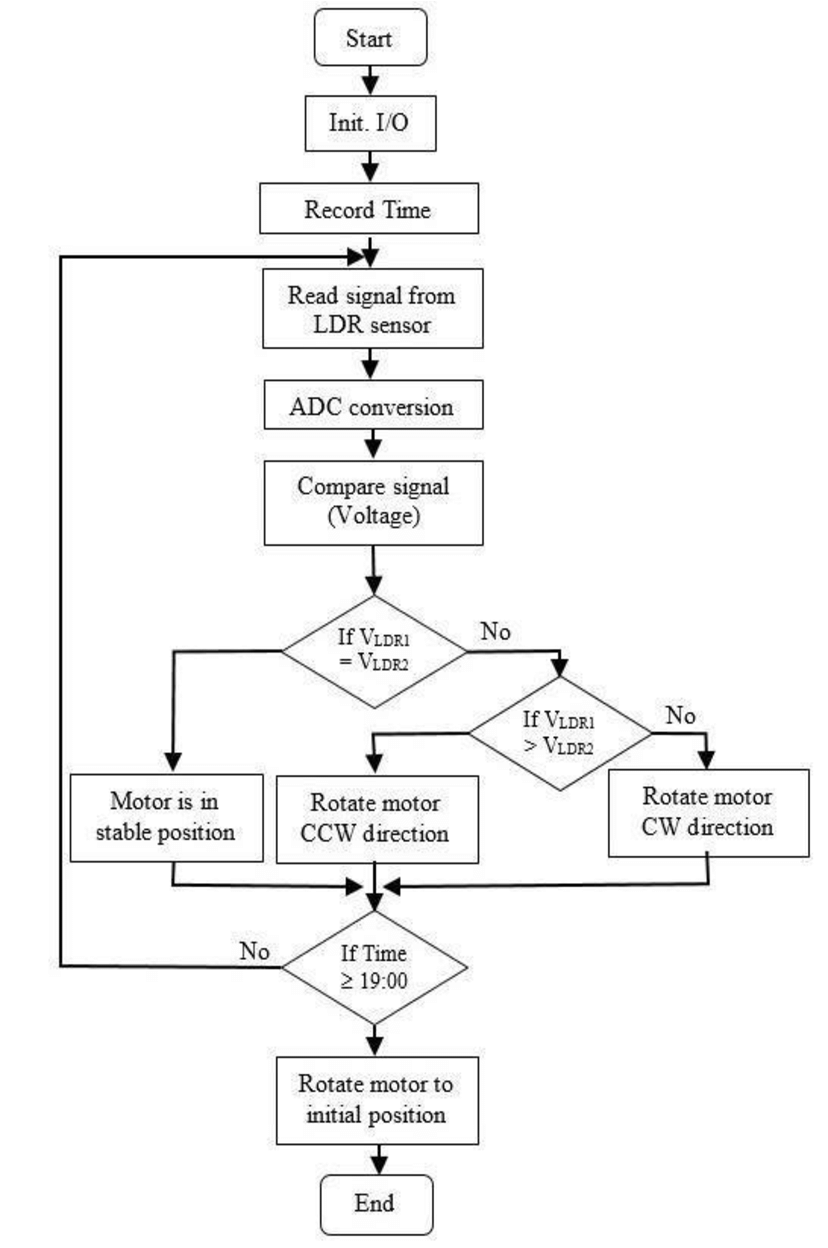 Start
Init. I/O
Record Time
Read signal from
LDR sensor
ADC conversion
Compare signal
(Voltage)
If VLDR1
= VLDR2
No
If VLDR1
> VLDR2
No
Motor is in
stable position
Rotate motor
CCW direction
Rotate motor
CW direction
If Time
≥ 19:00
No
Rotate motor to
initial position
End